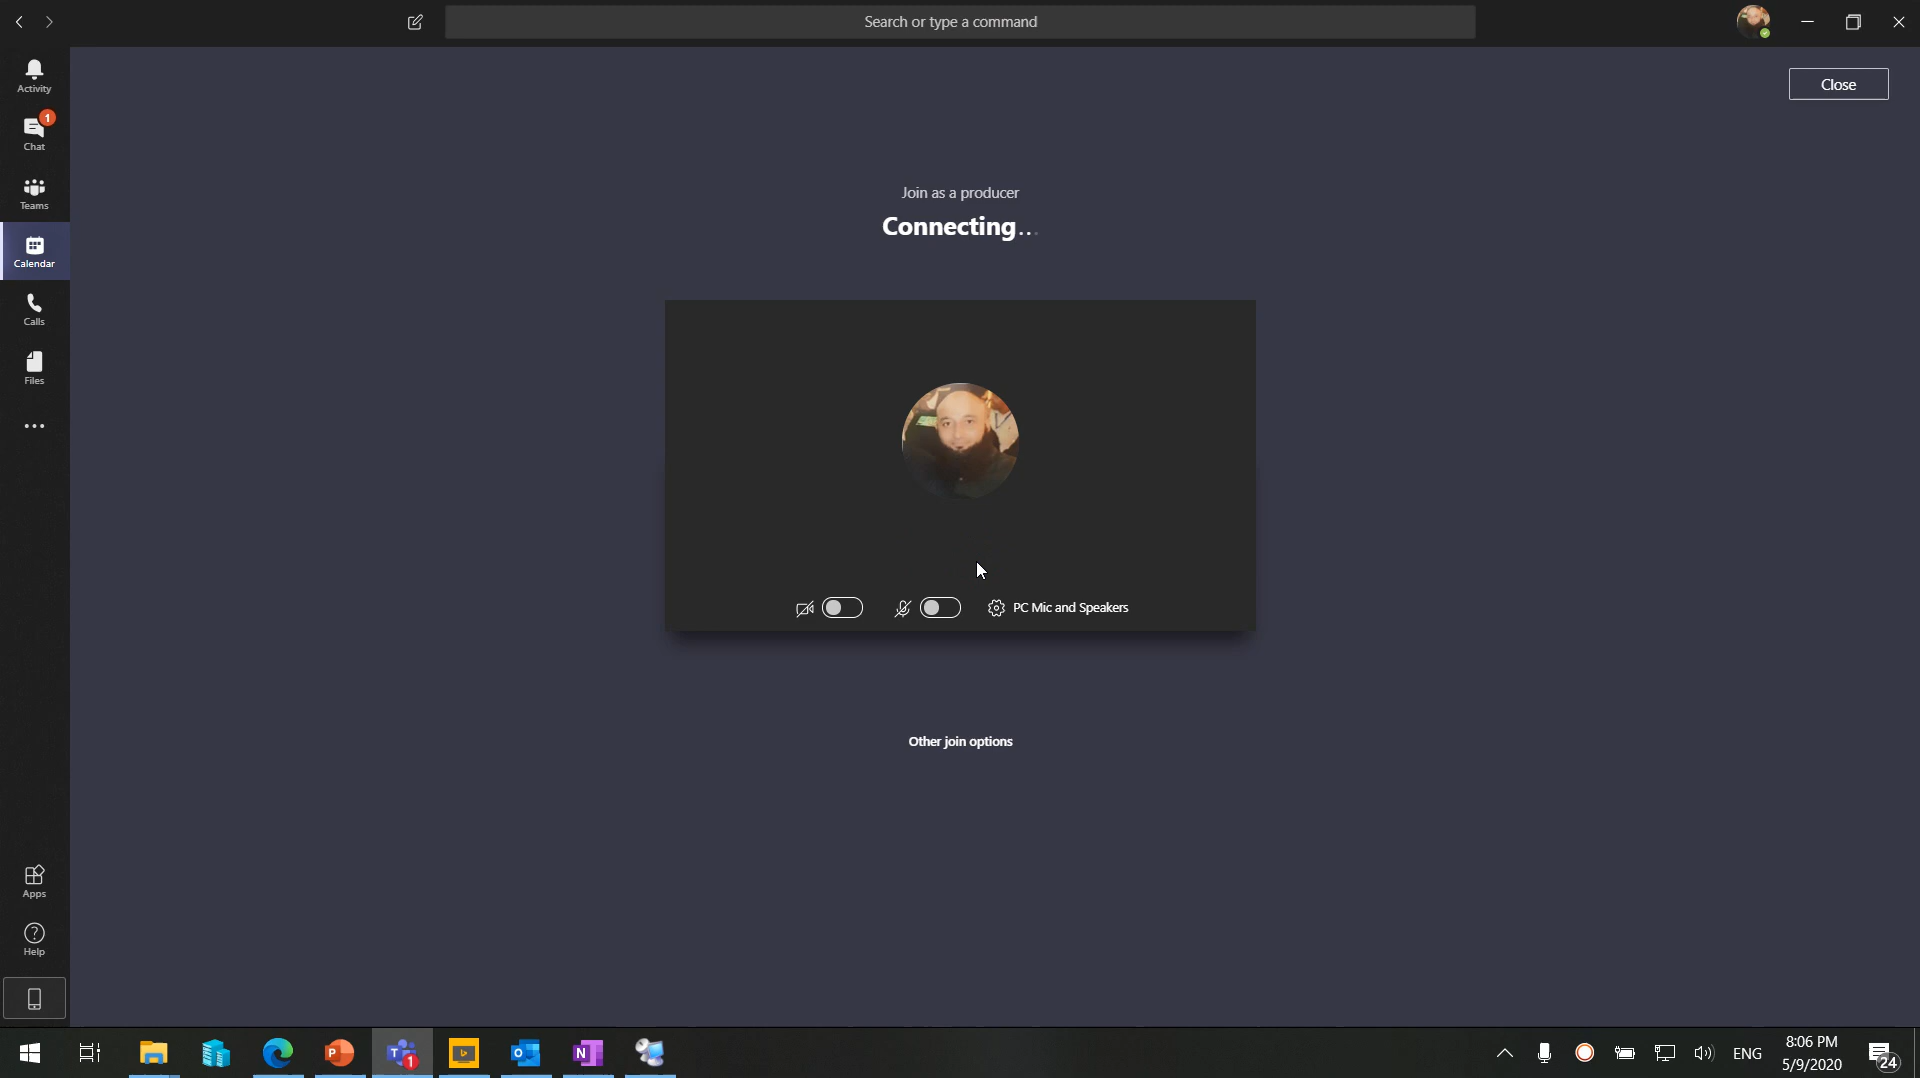 Search or type a command
Activity
1
Chat
Teams
Calendar
Calls
Files
Apps
Help
Close
Join as a producer
Connecting...
PC Mic and Speakers
Other join options
1
ENG
8:06 PM
5/9/2020
24